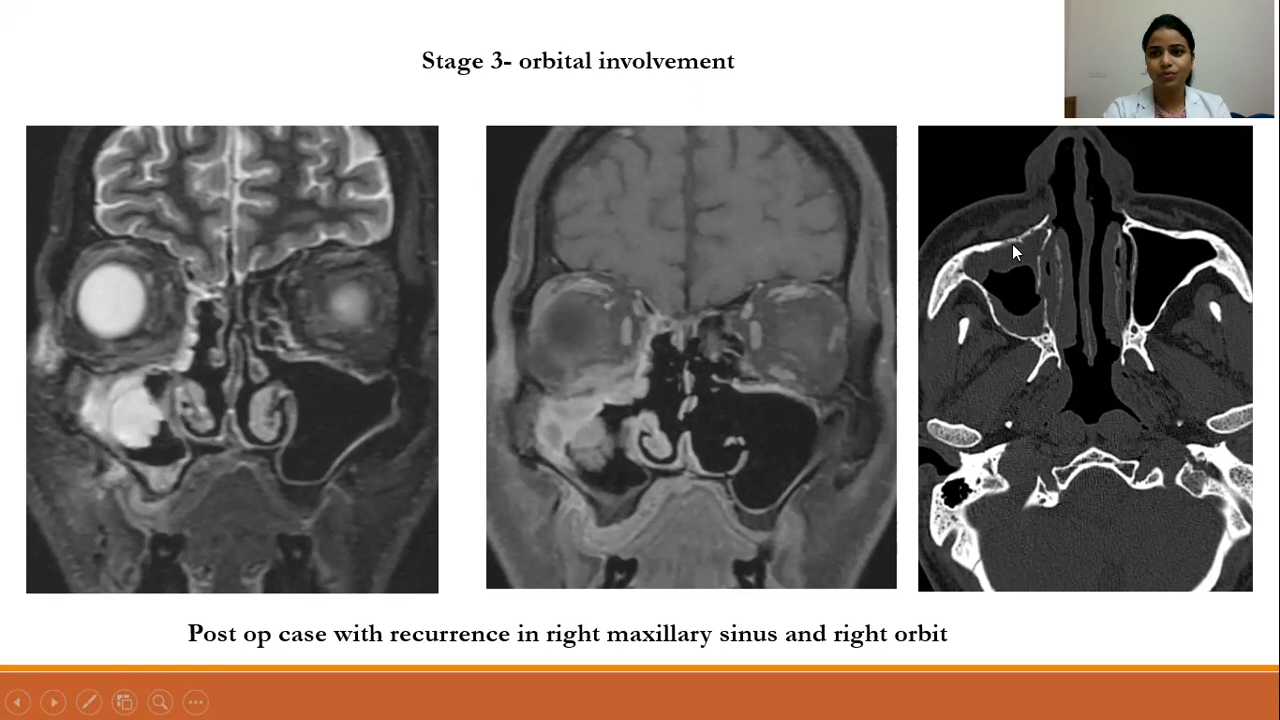 Stage 3- orbital involvement
Post op case with recurrence in right maxillary sinus and right orbit